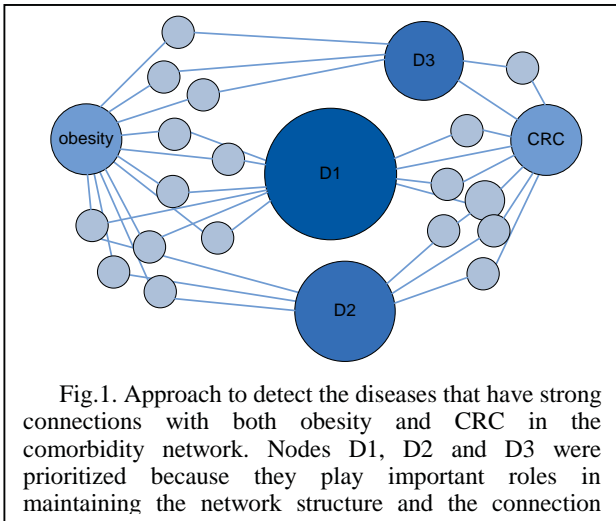 D3
obesity
CRC
D1
D2
Fig.1. Approach to detect the diseases that have strong
connections with both obesity and CRC in the
comorbidity network. Nodes D1, D2 and D3 were
prioritized because they play important roles in
maintaining the network structure and the connection